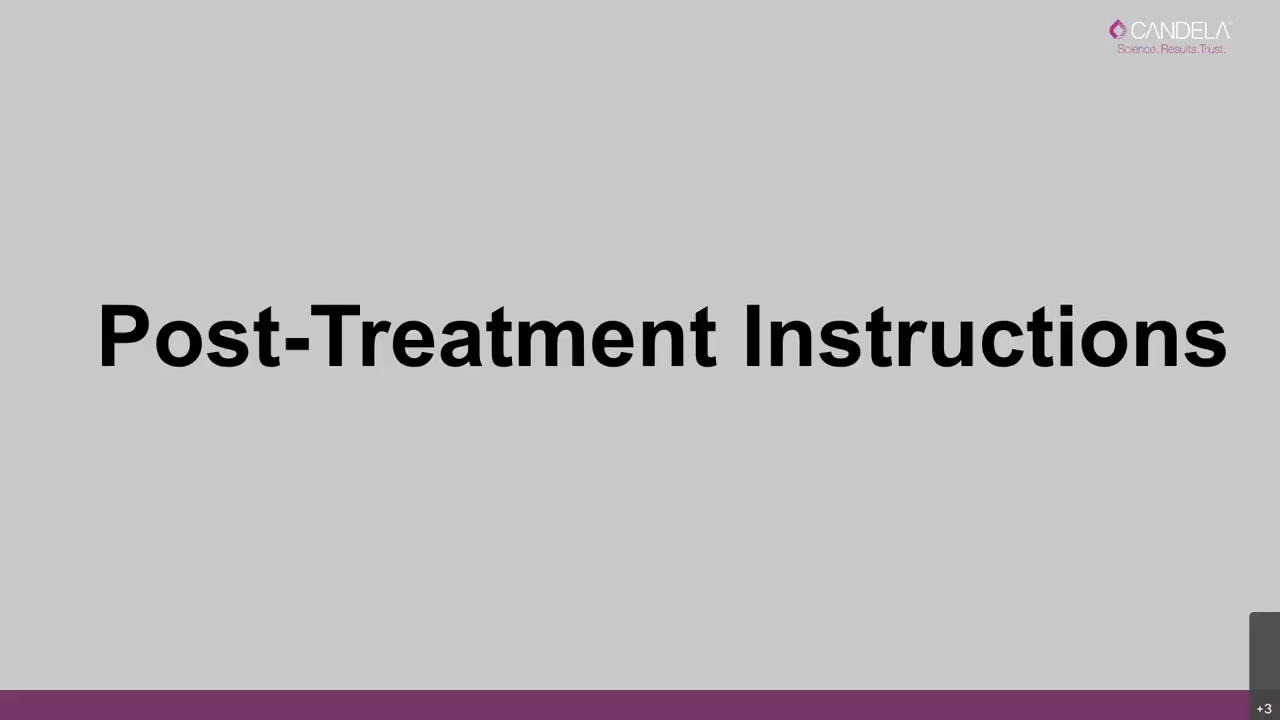 CANDELA
Science. Results. Trust.
Post-Treatment Instructions
+3